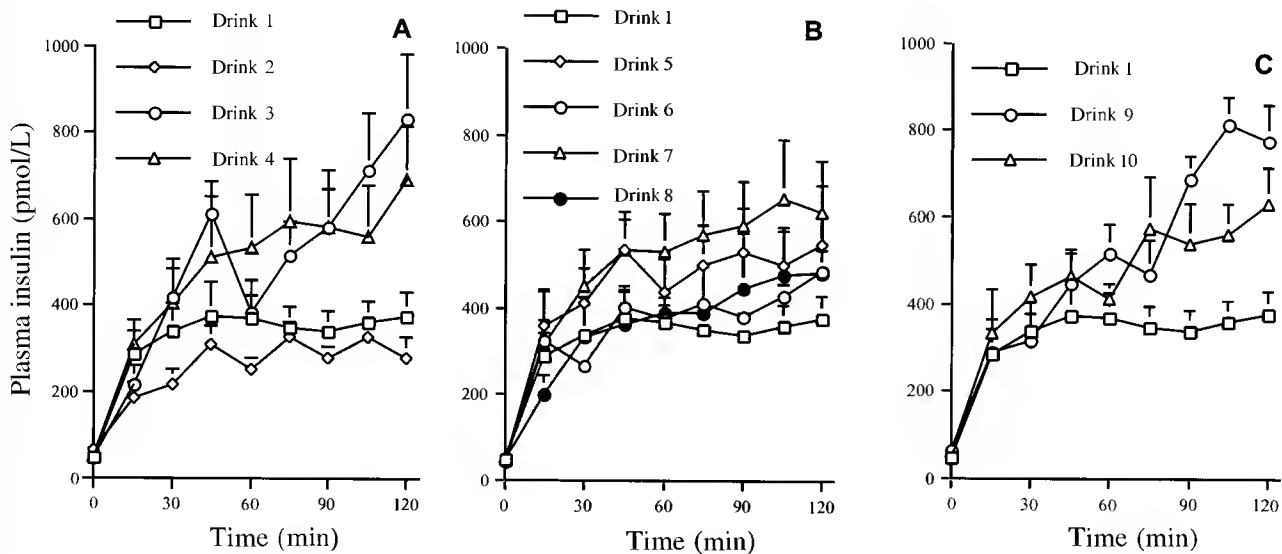 Drink 1
Drink 2
Drink 3
Drink 4
A
1000
800
600
400
200
0
Plasma insulin (pmol/L)
0 30 60 90 120
Time (min)
Drink 1
Drink 5
Drink 6
Drink 7
Drink 8
B
1000
800
600
400
200
0
0 30 60 90 120
Time (min)
Drink 1
Drink 9
Drink 10
C
1000
800
600
400
200
0
0 30 60 90 120
Time (min)